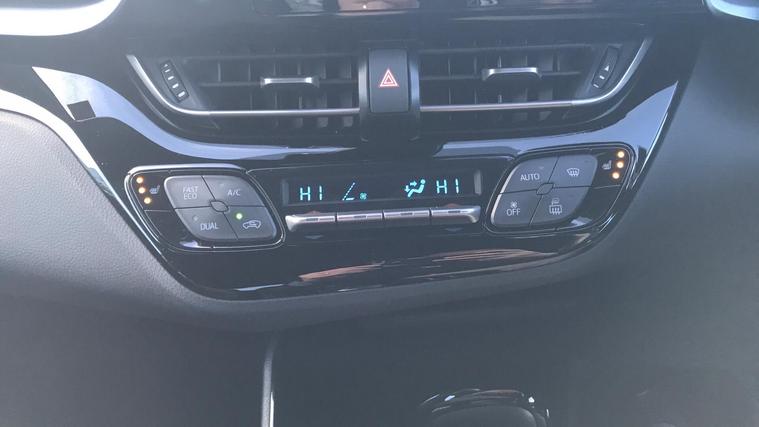 HI HI
FAST
ECO
A/C
DUAL
AUTO
OFF